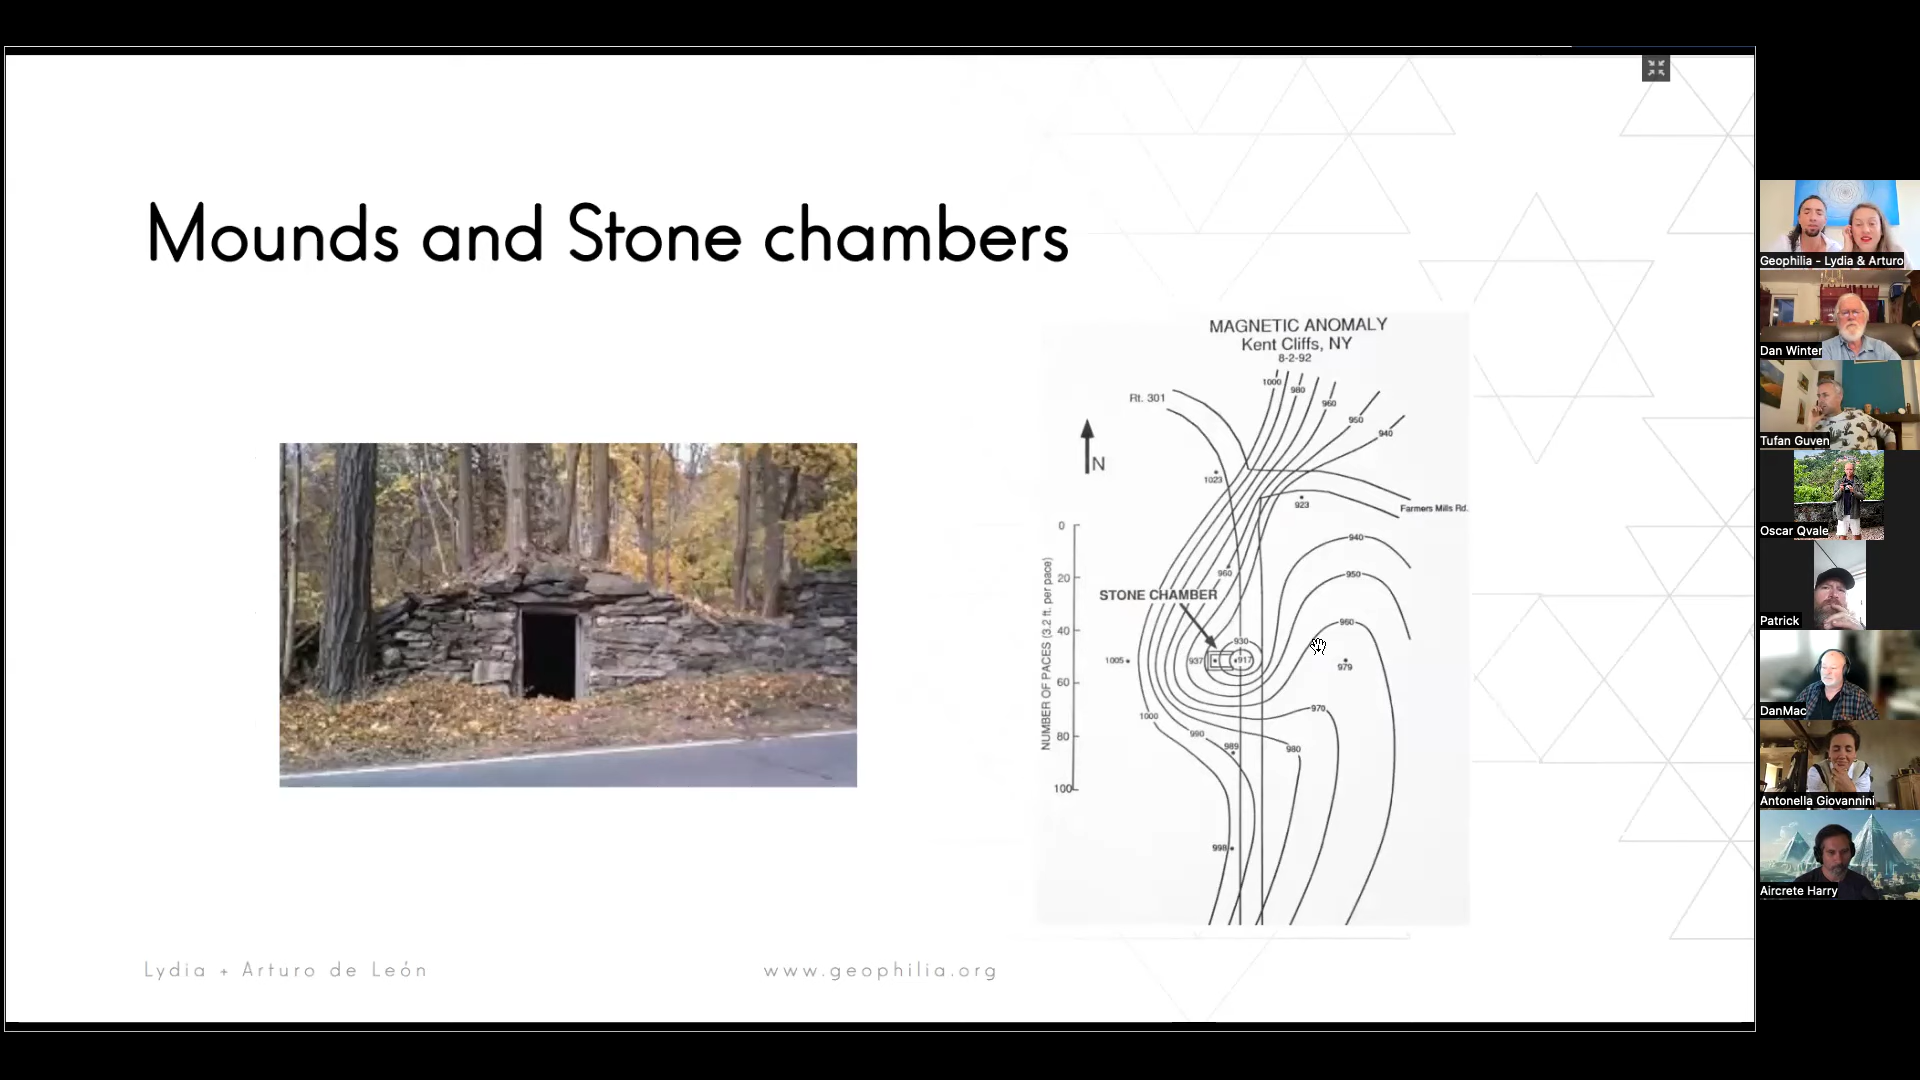 Mounds and Stone chambers
MAGNETIC ANOMALY
Kent Cliffs, NY
8-2-92
1000
980
960
950
940
Rt. 301
N
1023
923
Farmers Mills Rd.
0
940
960
950
20
STONE CHAMBER
960
40
930
1005
937
917
979
60
970
1000
990
80
989
980
100
998
NUMBER OF PACES (3.2 ft. per pace)
Lydia + Arturo de León
www.geophilia.org
Geophilia - Lydia & Arturo
Dan Winter
Tufan Guven
Oscar Qvale
Patrick
DanMac
Antonella Giovannini
Aircrete Harry